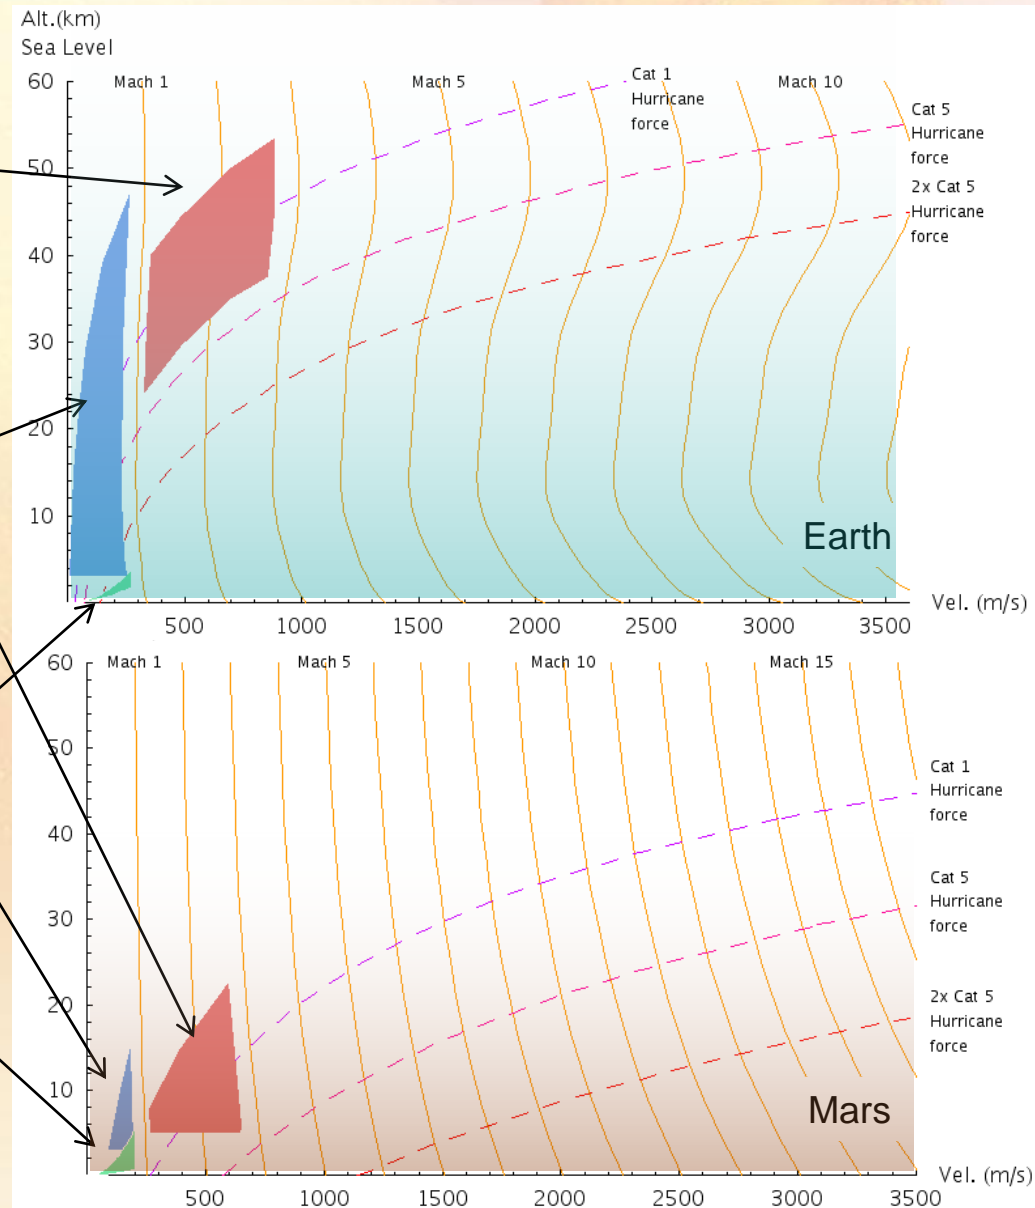 Alt.(km)
Sea Level
60
Mach 1
Mach 5
Cat 1
Hurricane
force
Mach 10
Cat 5
Hurricane
force
50
2x Cat 5
Hurricane
force
40
30
20
10
Earth
Vel. (m/s)
500 1000 1500 2000 2500 3000 3500
60
Mach 1
Mach 5
Mach 10
Mach 15
50
Cat 1
Hurricane
force
40
Cat 5
Hurricane
force
30
20
2x Cat 5
Hurricane
force
10
Mars
Vel. (m/s)
500 1000 1500 2000 2500 3000 3500